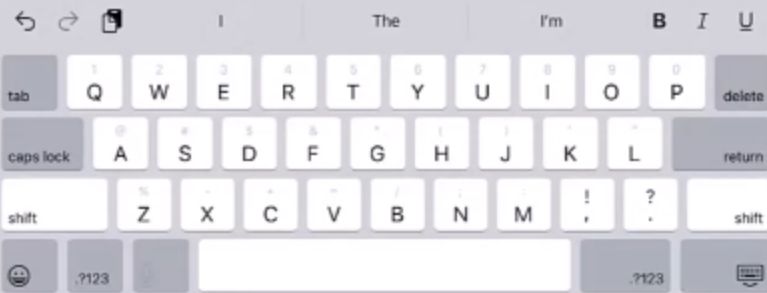 I The I'm B I U
1 2 3 4 5 6 7 8 9 0
tab Q W E R T Y U I O P delete
caps lock A S D F G H J K L return
! ?
shift Z X C V B N M , . shift
.?123 .?123